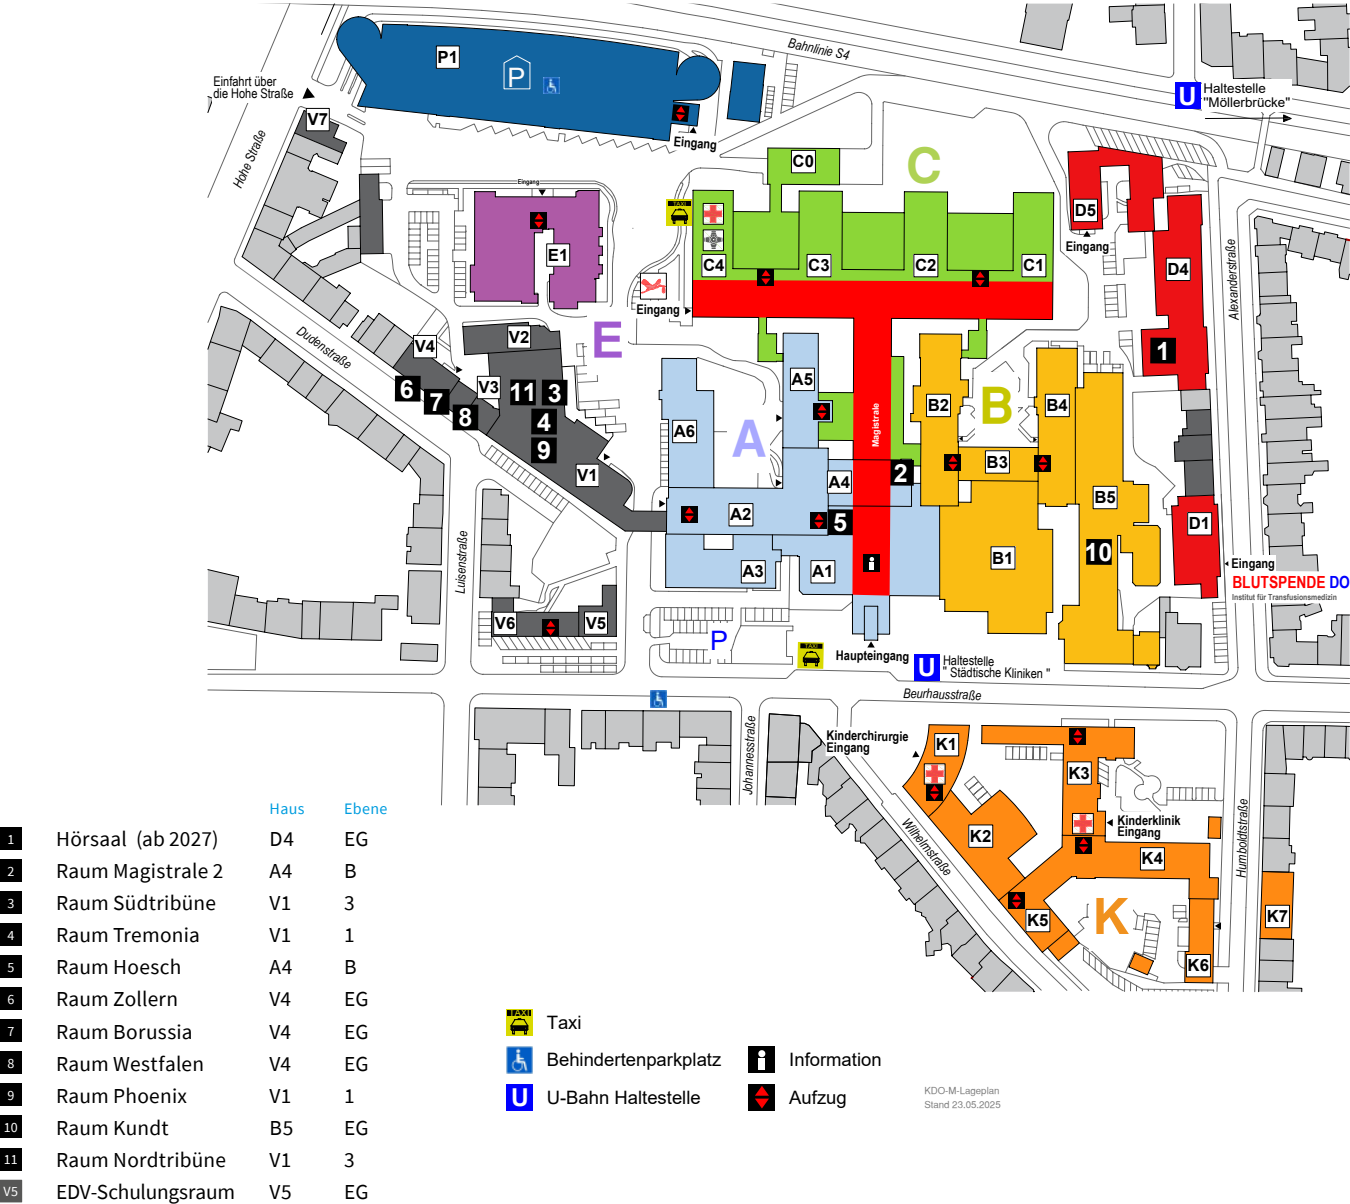 Bahnlinie S4
P1
P
Einfahrt über
die Hohe Straße
V7
Hohe Straße
Eingang
U
Haltestelle
"Möllerbrücke"
C0
C
TAXI
Eingang
E1
C4
C3
C2
C1
D5
Eingang
D4
Alexanderstraße
Eingang
E
Dudenstraße
V4
V2
V3
6
7
8
11
3
4
9
V1
A5
A6
A
A4
Magistrale
2
B2
B
B4
B3
B5
1
A2
5
A3
A1
i
B1
10
D1
Eingang
BLUTSPENDE DO
Institut für Transfusionsmedizin
Luisenstraße
V6
V5
P
TAXI
Haupteingang
U
Haltestelle
" Städtische Kliniken "
Beurhausstraße
Johannesstraße
Kinderchirurgie
Eingang
K1
K3
K2
Kinderklinik
Eingang
K4
Wilhelmstraße
Humboldtstraße
K5
K
K6
K7
Haus Ebene
1 Hörsaal (ab 2027) D4 EG
2 Raum Magistrale 2 A4 B
3 Raum Südtribüne V1 3
4 Raum Tremonia V1 1
5 Raum Hoesch A4 B
6 Raum Zollern V4 EG
7 Raum Borussia V4 EG
8 Raum Westfalen V4 EG
9 Raum Phoenix V1 1
10 Raum Kundt B5 EG
11 Raum Nordtribüne V1 3
V5 EDV-Schulungsraum V5 EG
TAXI Taxi
Behindertenparkplatz
i Information
U U-Bahn Haltestelle
Aufzug
KDO-M-Lageplan
Stand 23.05.2025